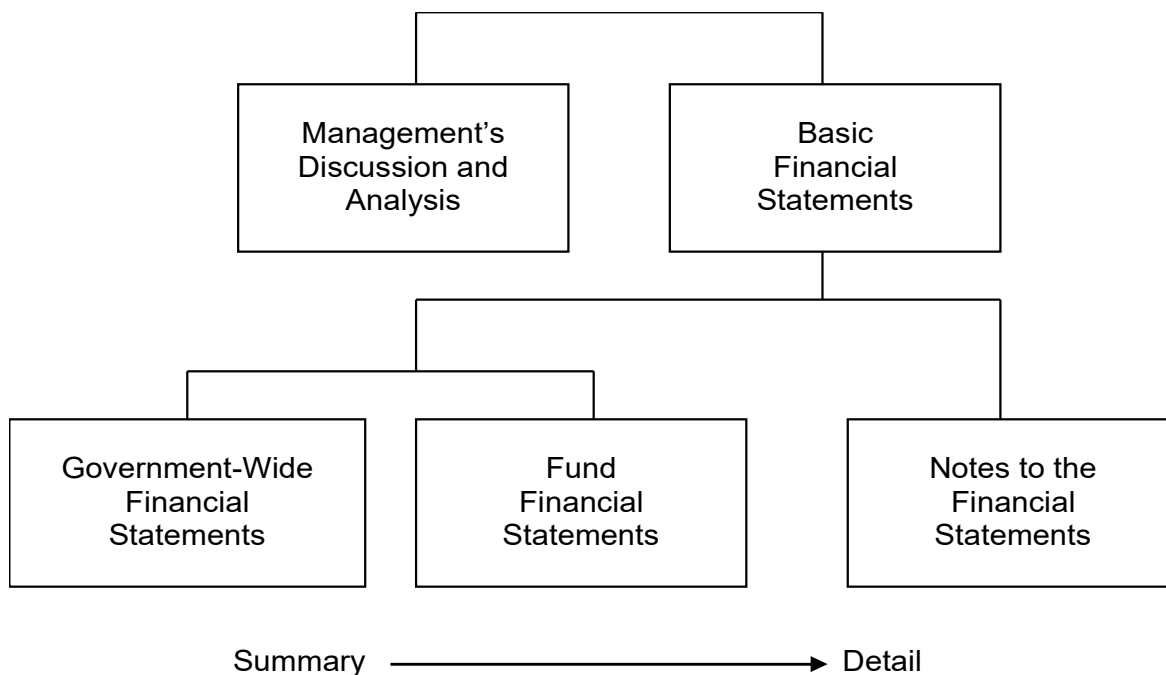 Management’s
Discussion and
Analysis
Basic
Financial
Statements
Government-Wide
Financial
Statements
Fund
Financial
Statements
Notes to the
Financial
Statements
Summary
Detail